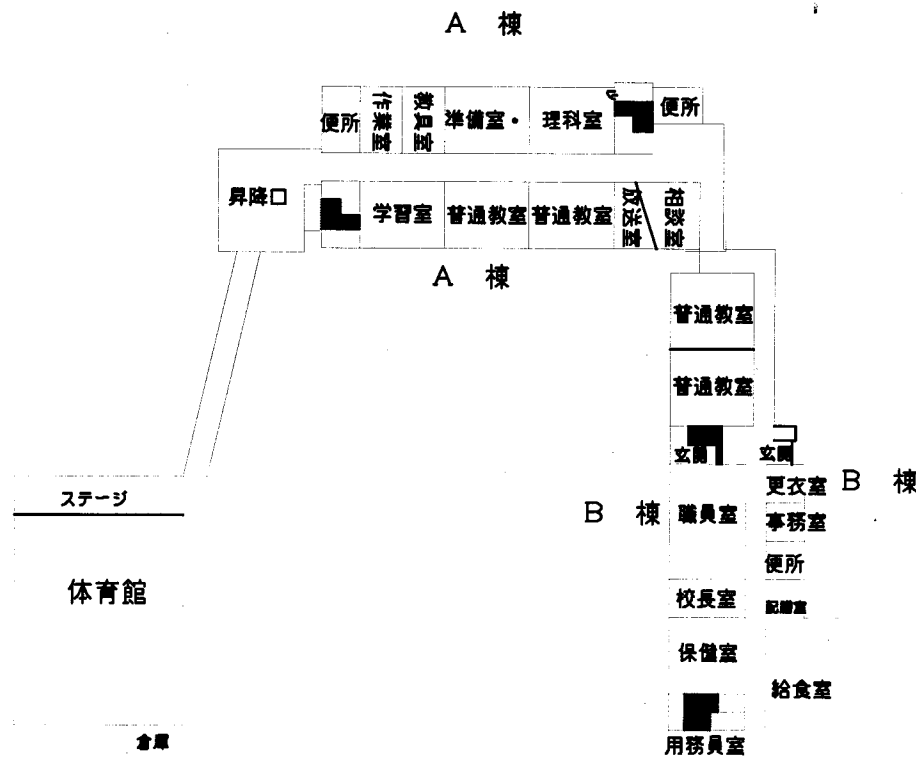 A 棟
便所
作業室
教員室
準備室・
理科室
便所
昇降口
学習室
普通教室
普通教室
放送室
相談室
A 棟
普通教室
普通教室
玄関
玄関
ステージ
B 棟
職員室
更衣室
B 棟
事務室
体育館
便所
校長室
配膳室
保健室
給食室
倉庫
用務員室